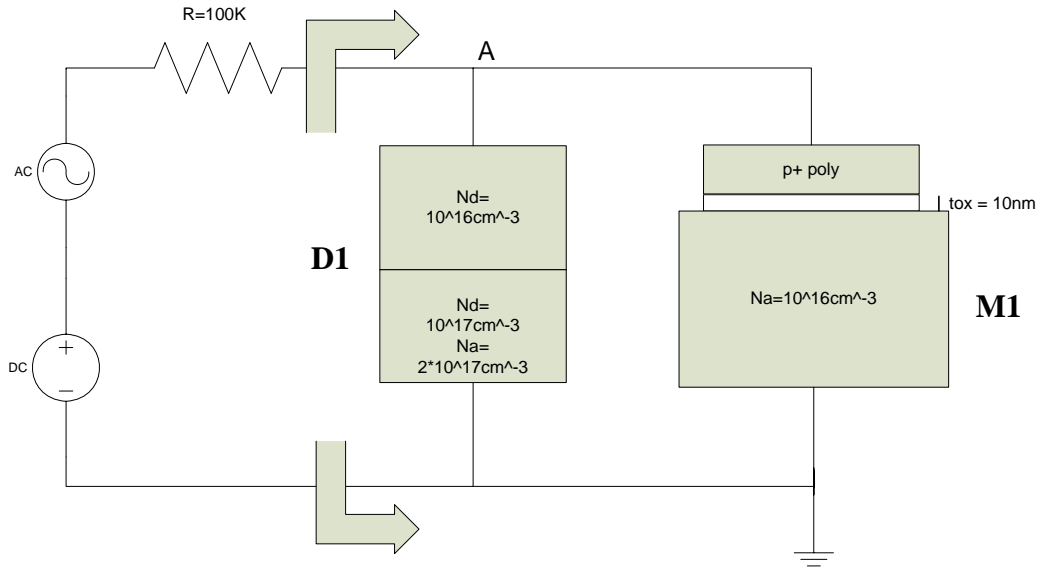 R=100K
A
AC
p+ poly
tox = 10nm
Nd=
10^16cm^-3
D1
Nd=
10^17cm^-3
Na=
2*10^17cm^-3
Na=10^16cm^-3
M1
DC
+
–